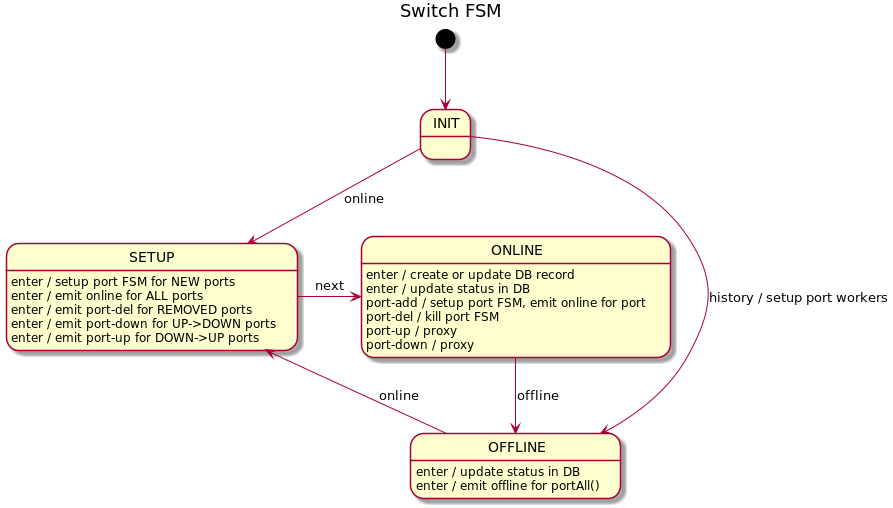 Switch FSM
INIT
online
SETUP
enter / setup port FSM for NEW ports
enter / emit online for ALL ports
enter / emit port-del for REMOVED ports
enter / emit port-down for UP->DOWN ports
enter / emit port-up for DOWN->UP ports
next
ONLINE
enter / create or update DB record
enter / update status in DB
port-add / setup port FSM, emit online for port
port-del / kill port FSM
port-up / proxy
port-down / proxy
history / setup port workers
online
offline
OFFLINE
enter / update status in DB
enter / emit offline for portAll()